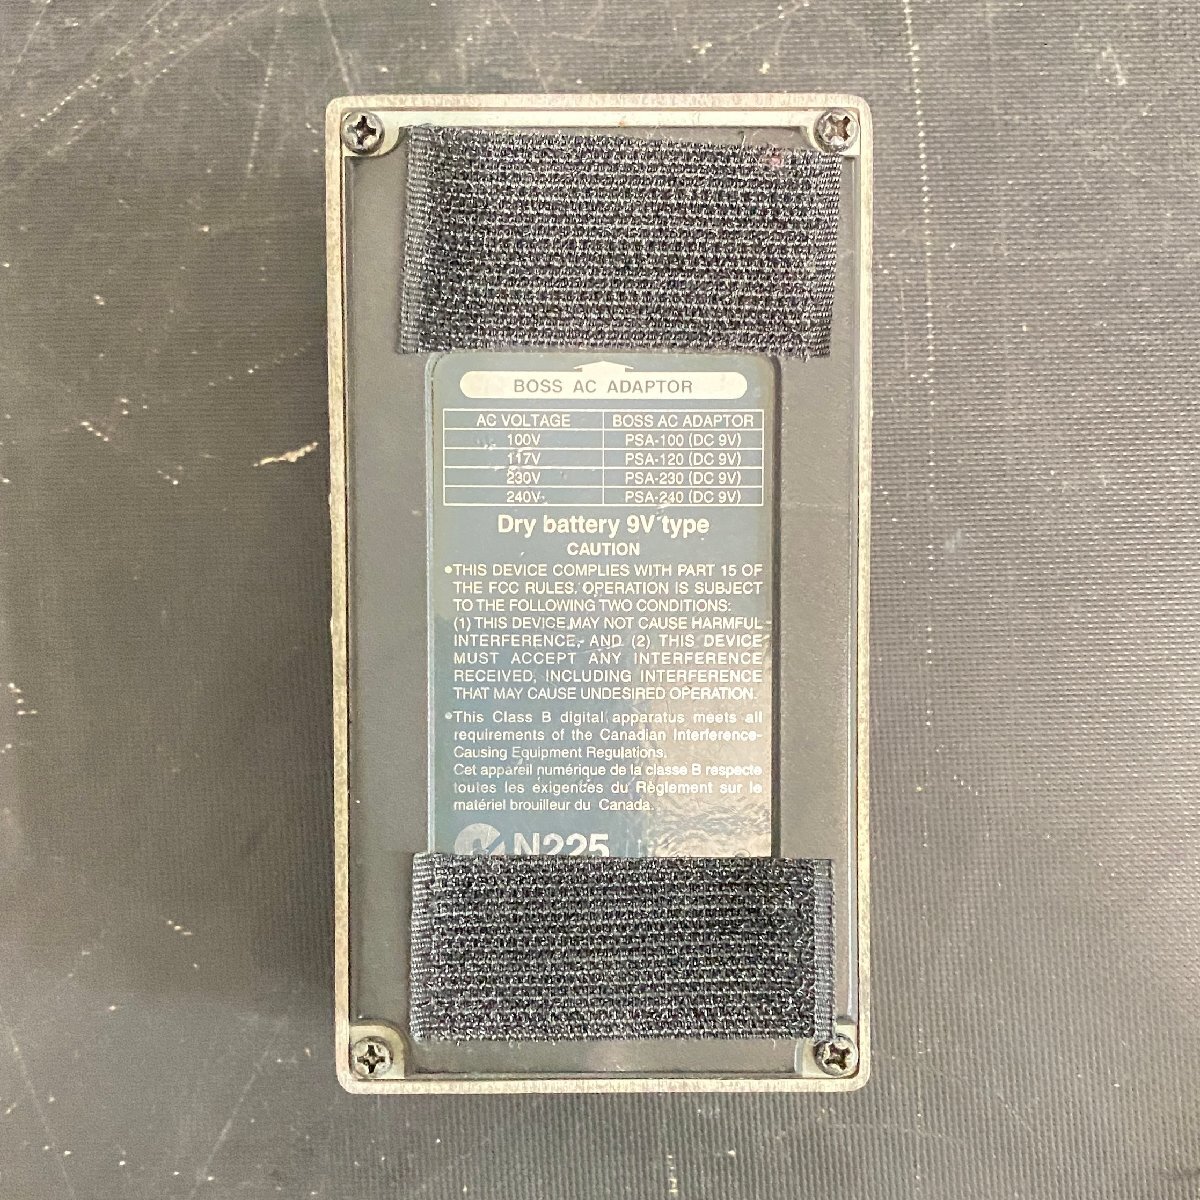 BOSS AC ADAPTOR
AC VOLTAGE BOSS AC ADAPTOR
100V PSA-100 (DC 9V)
117V PSA-120 (DC 9V)
230V PSA-230 (DC 9V)
240V PSA-240 (DC 9V)
Dry battery 9V type
CAUTION
•THIS DEVICE COMPLIES WITH PART 15 OF
THE FCC RULES. OPERATION IS SUBJECT
TO THE FOLLOWING TWO CONDITIONS:
(1) THIS DEVICE MAY NOT CAUSE HARMFUL
INTERFERENCE, AND (2) THIS DEVICE
MUST ACCEPT ANY INTERFERENCE
RECEIVED, INCLUDING INTERFERENCE
THAT MAY CAUSE UNDESIRED OPERATION.
•This Class B digital apparatus meets all
requirements of the Canadian Interference-
Causing Equipment Regulations.
Cet appareil numérique de la classe B respecte
toutes les exigences du Règlement sur le
matériel brouilleur du Canada.
N225